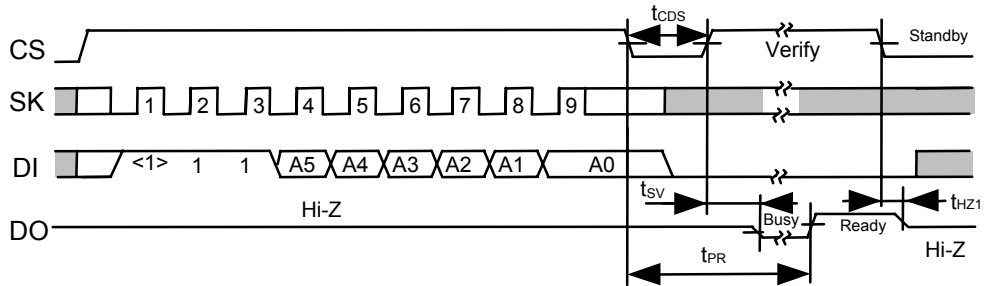 tCDS
CS Verify Standby
SK 1 2 3 4 5 6 7 8 9
DI <1> 1 1 A5 A4 A3 A2 A1 A0
Hi-Z tSV Busy Ready tHZ1
DO tPR Hi-Z